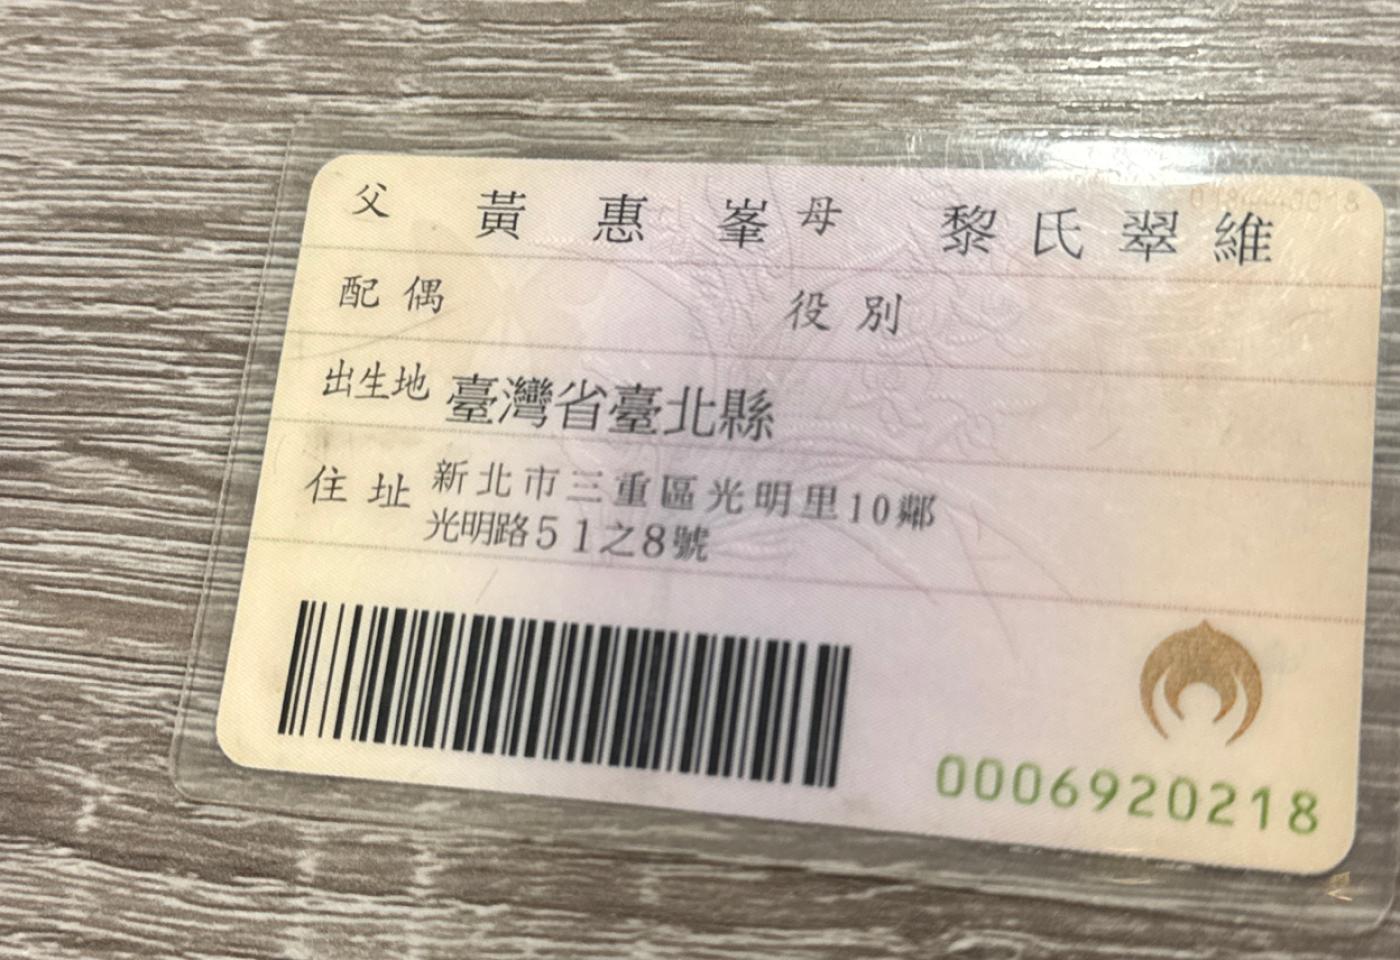 父 黃惠峯 母 黎氏翠維
配偶 役別
出生地 臺灣省臺北縣
住址 新北市三重區光明里10鄰
光明路51之8號
0006920218